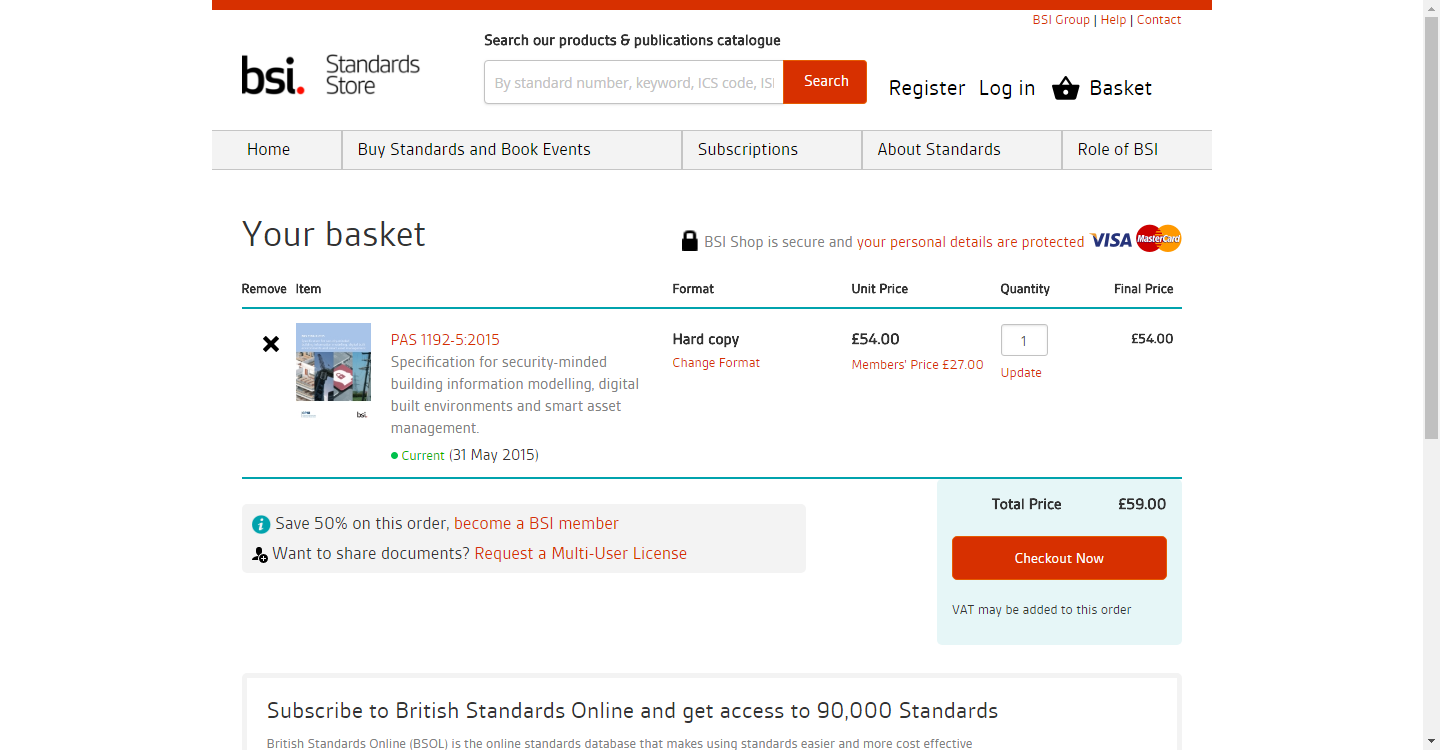 BSI Group | Help | Contact
Search our products & publications catalogue
bsi. Standards Store
By standard number, keyword, ICS code, ISI
Search
Register Log in Basket
Home Buy Standards and Book Events Subscriptions About Standards Role of BSI
Your basket
BSI Shop is secure and your personal details are protected VISA MasterCard
Remove Item Format Unit Price Quantity Final Price
PAS 1192-5:2015
Specification for security-minded
building information modelling, digital
built environments and smart asset
management.
Current (31 May 2015)
bsi.
Hard copy
Change Format
£54.00
Members' Price £27.00
1
Update
£54.00
Save 50% on this order, become a BSI member
Want to share documents? Request a Multi-User License
Total Price £59.00
Checkout Now
VAT may be added to this order
Subscribe to British Standards Online and get access to 90,000 Standards
British Standards Online (BSOL) is the online standards database that makes using standards easier and more cost effective